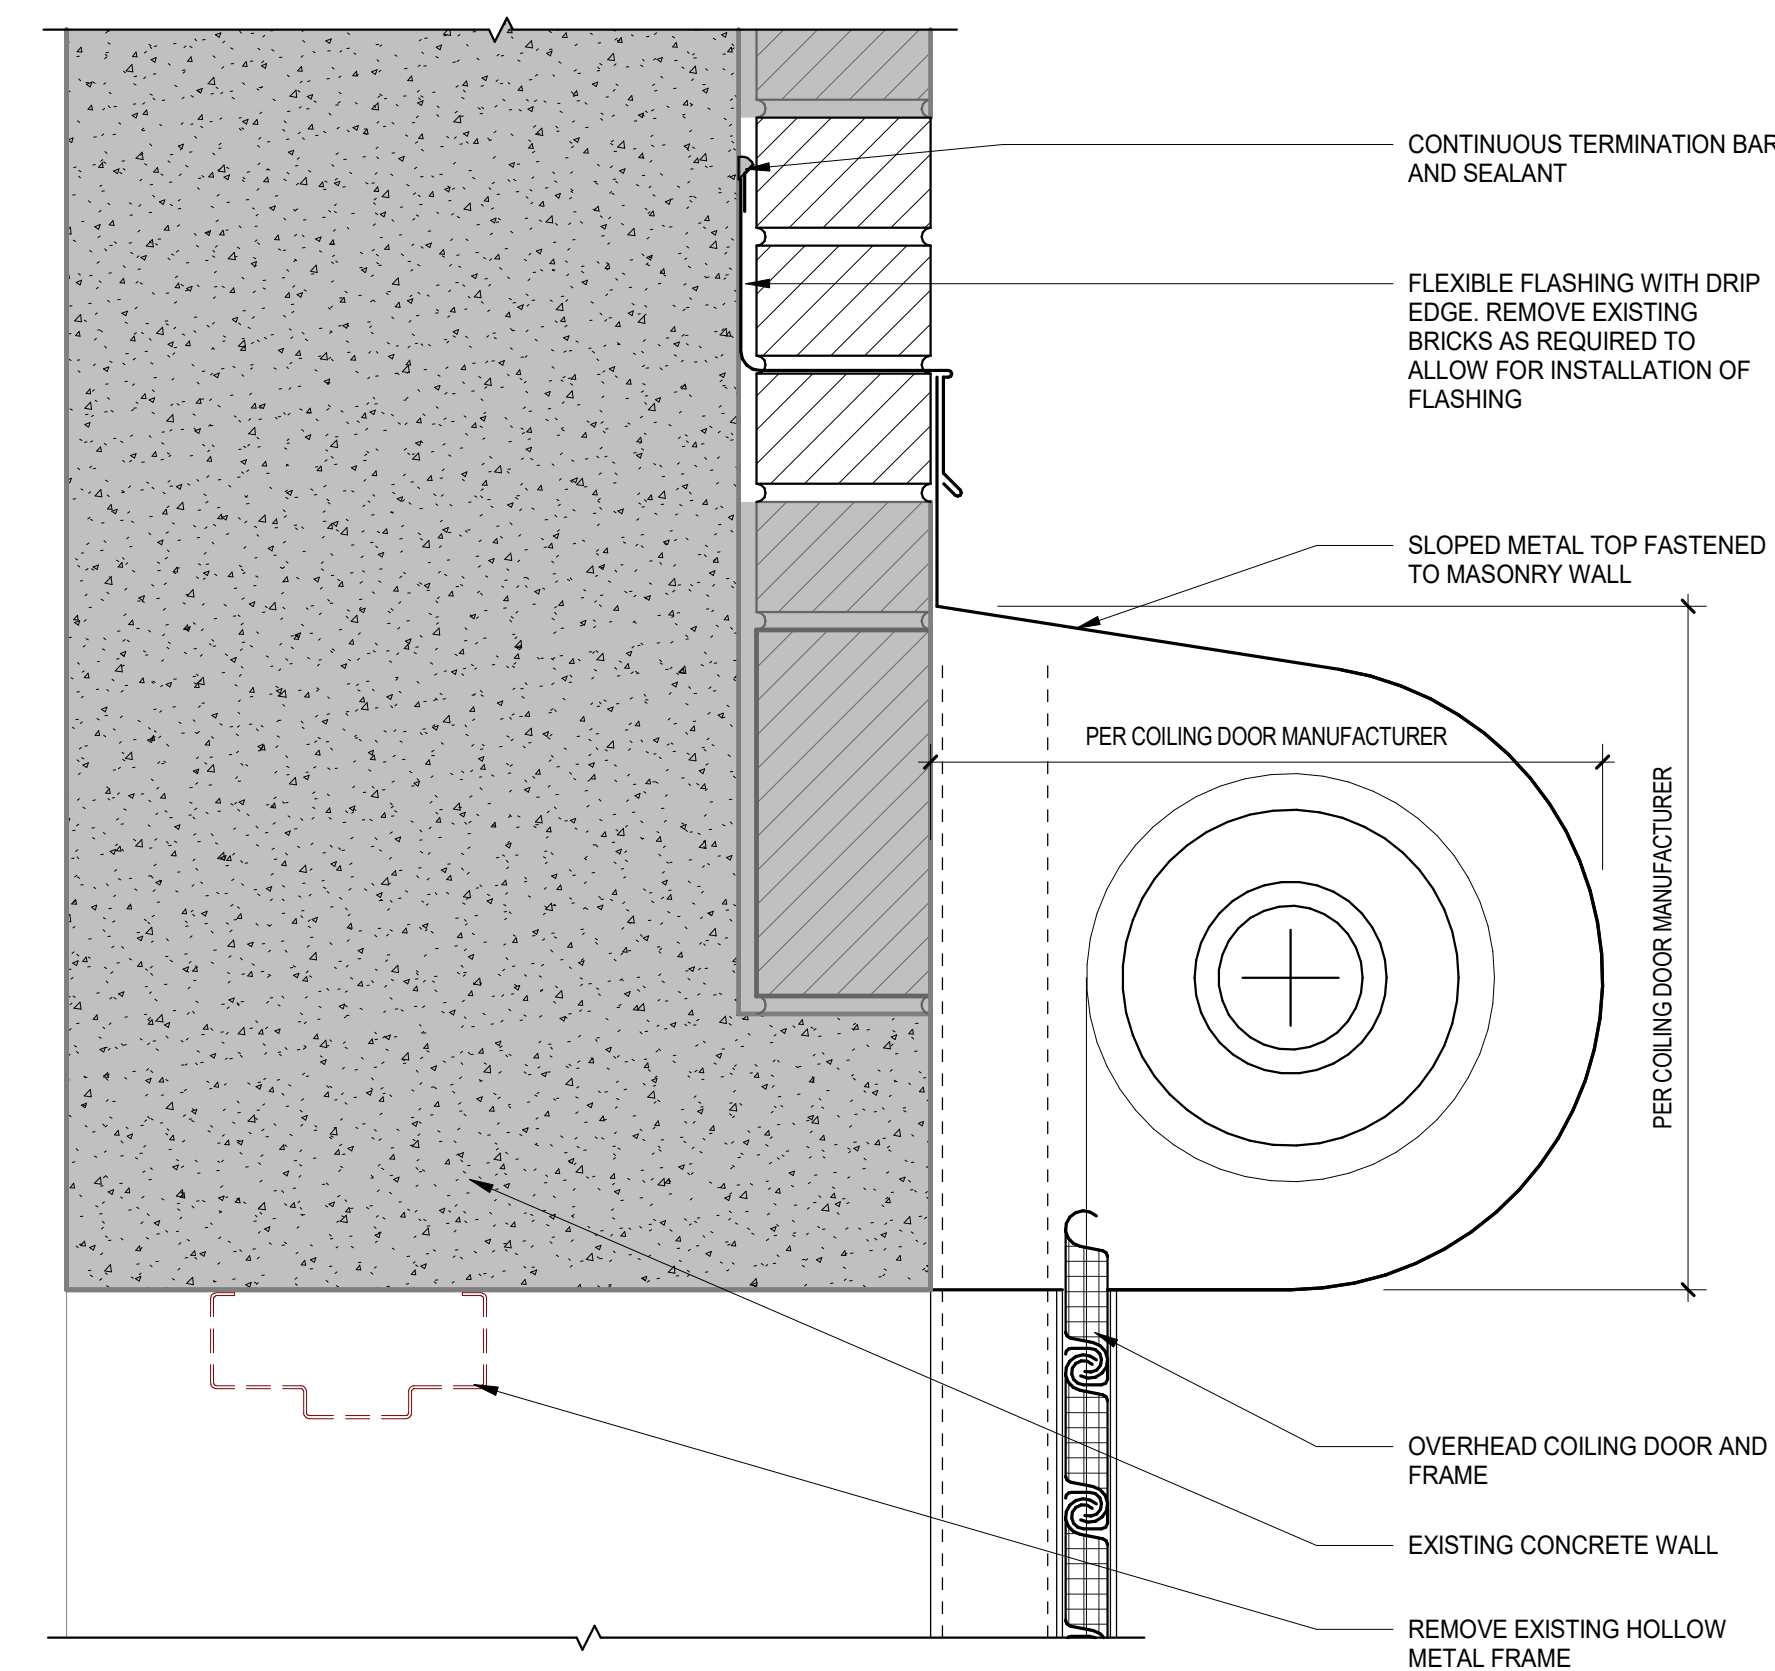 CONTINUOUS TERMINATION BAR
AND SEALANT
FLEXIBLE FLASHING WITH DRIP
EDGE. REMOVE EXISTING
BRICKS AS REQUIRED TO
ALLOW FOR INSTALLATION OF
FLASHING
SLOPED METAL TOP FASTENED
TO MASONRY WALL
PER COILING DOOR MANUFACTURER
PER COILING DOOR MANUFACTURER
OVERHEAD COILING DOOR AND
FRAME
EXISTING CONCRETE WALL
REMOVE EXISTING HOLLOW
METAL FRAME